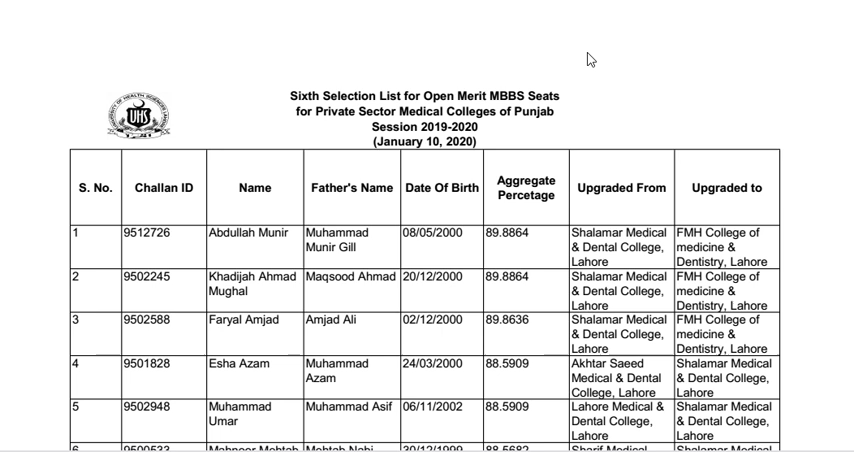 Sixth Selection List for Open Merit MBBS Seats
for Private Sector Medical Colleges of Punjab
Session 2019-2020
(January 10, 2020)
UHS
S. No. Challan ID Name Father's Name Date Of Birth Aggregate Percetage Upgraded From Upgraded to
1 9512726 Abdullah Munir Muhammad Munir Gill 08/05/2000 89.8864 Shalamar Medical & Dental College, Lahore FMH College of medicine & Dentistry, Lahore
2 9502245 Khadijah Ahmad Mughal Maqsood Ahmad 20/12/2000 89.8864 Shalamar Medical & Dental College, Lahore FMH College of medicine & Dentistry, Lahore
3 9502588 Faryal Amjad Amjad Ali 02/12/2000 89.8636 Shalamar Medical & Dental College, Lahore FMH College of medicine & Dentistry, Lahore
4 9501828 Esha Azam Muhammad Azam 24/03/2000 88.5909 Akhtar Saeed Medical & Dental College, Lahore Shalamar Medical & Dental College, Lahore
5 9502948 Muhammad Umar Muhammad Asif 06/11/2002 88.5909 Lahore Medical & Dental College, Lahore Shalamar Medical & Dental College, Lahore